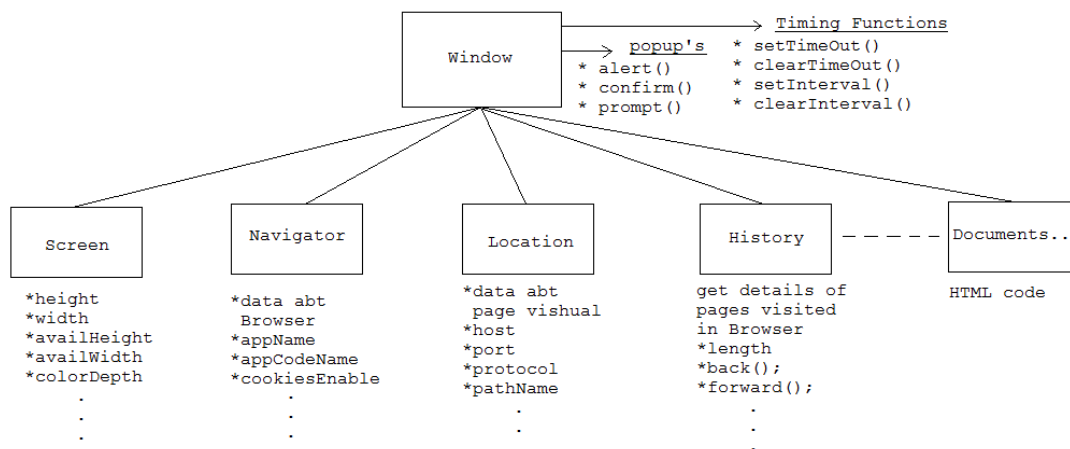 Window
Timing Functions
* setTimeOut()
* clearTimeOut()
* setInterval()
* clearInterval()
popup's
* alert()
* confirm()
* prompt()
Screen
*height
*width
*availHeight
*availWidth
*colorDepth
.
.
.
Navigator
*data abt
Browser
*appName
*appCodeName
*cookiesEnable
.
.
.
Location
*data abt
page vishual
*host
*port
*protocol
*pathName
.
.
History
get details of
pages visited
in Browser
*length
*back();
*forward();
.
.
.
Documents..
HTML code